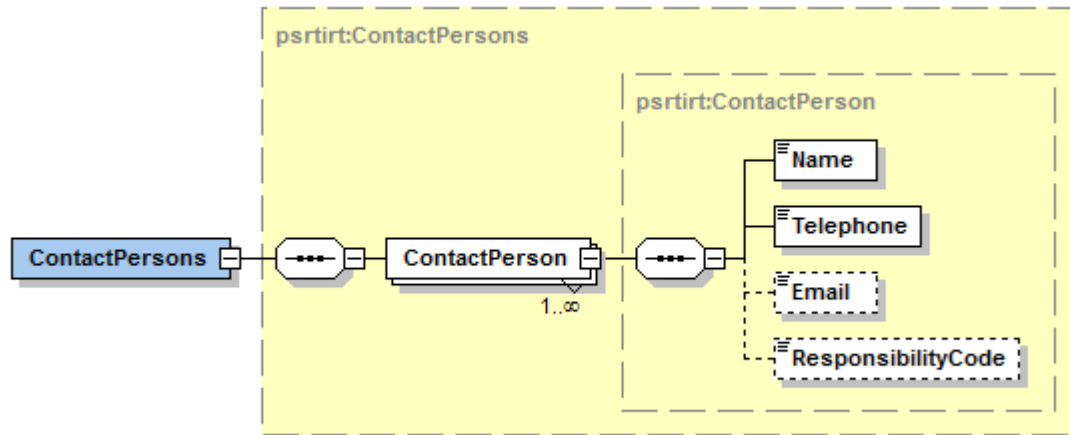 psrtirt:ContactPersons
psrtirt:ContactPerson
Name
Telephone
ContactPersons
ContactPerson
1..∞
Email
ResponsibilityCode